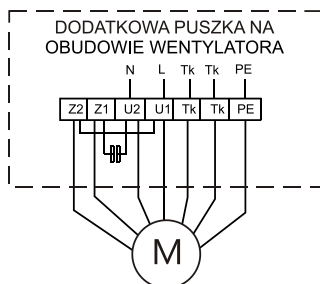 DODATKOWA PUSZKA NA
OBUDOWIE WENTYLATORA
N L Tk Tk PE
Z2 Z1 U2 U1 Tk Tk PE
M